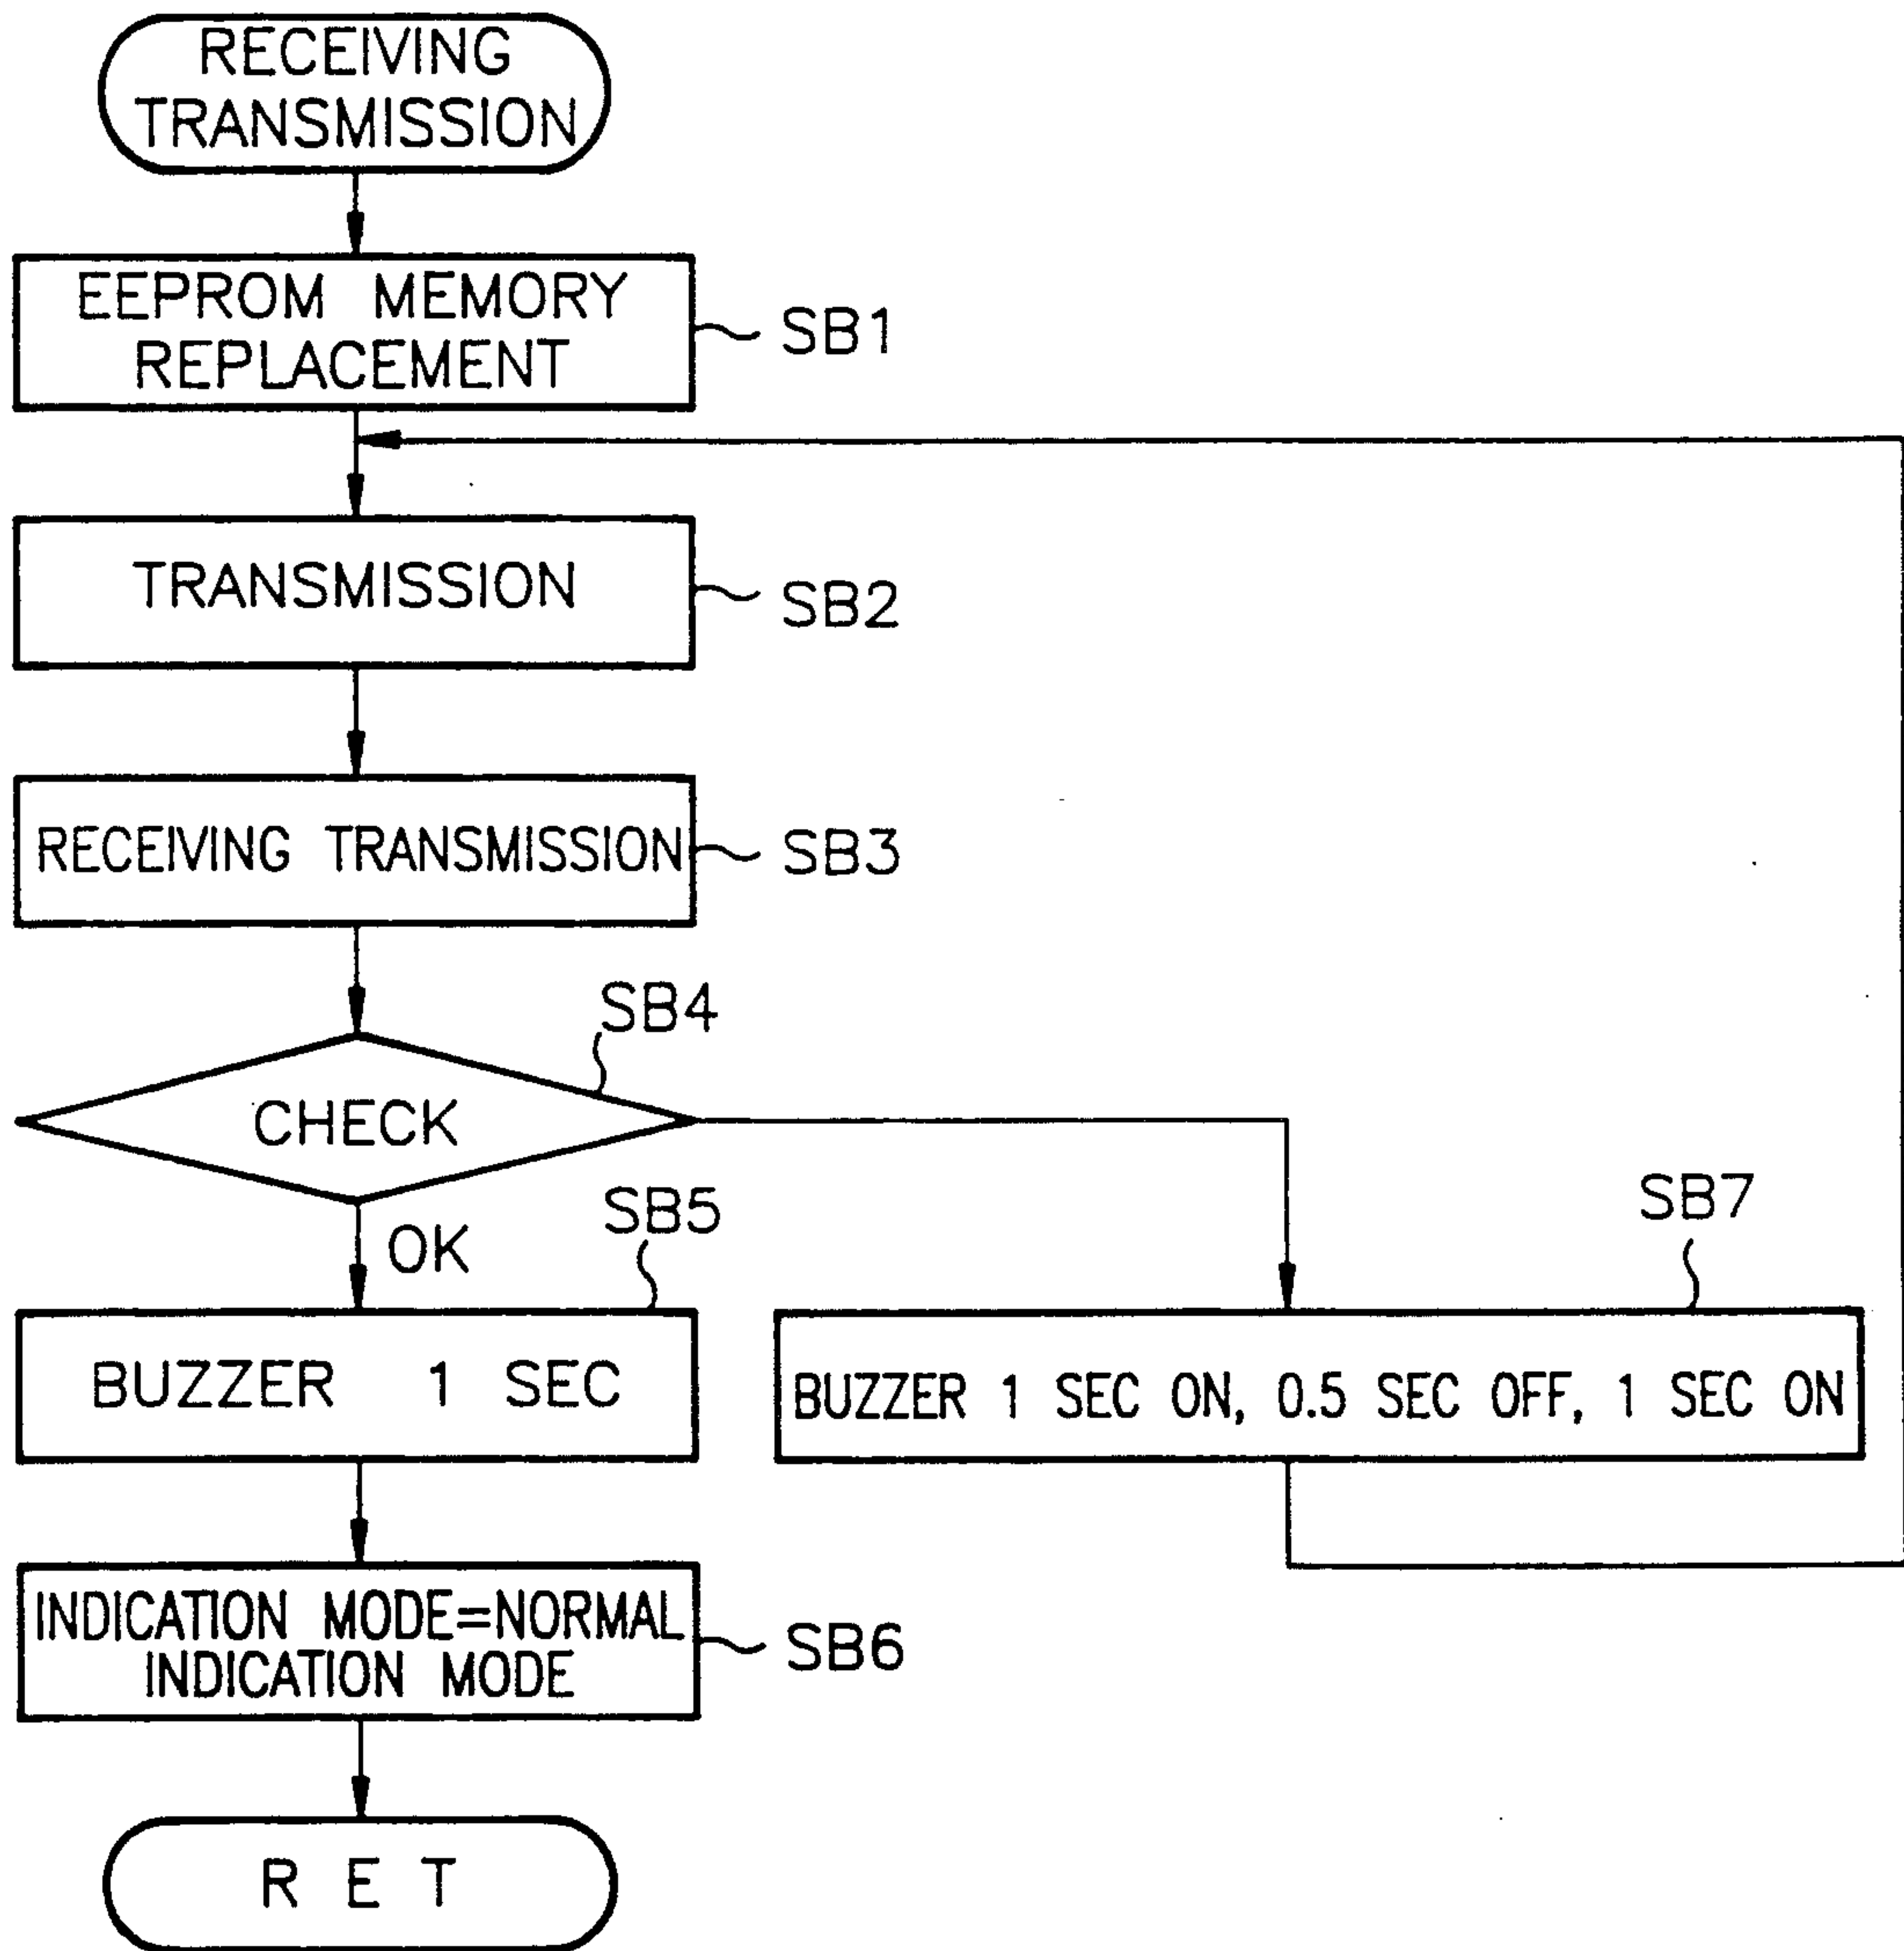 RECEIVING
TRANSMISSION
EEPROM MEMORY
REPLACEMENT
SB1
TRANSMISSION
SB2
RECEIVING TRANSMISSION
SB3
SB4
CHECK
OK
SB5
SB7
BUZZER 1 SEC
BUZZER 1 SEC ON, 0.5 SEC OFF, 1 SEC ON
INDICATION MODE=NORMAL
INDICATION MODE
SB6
R E T